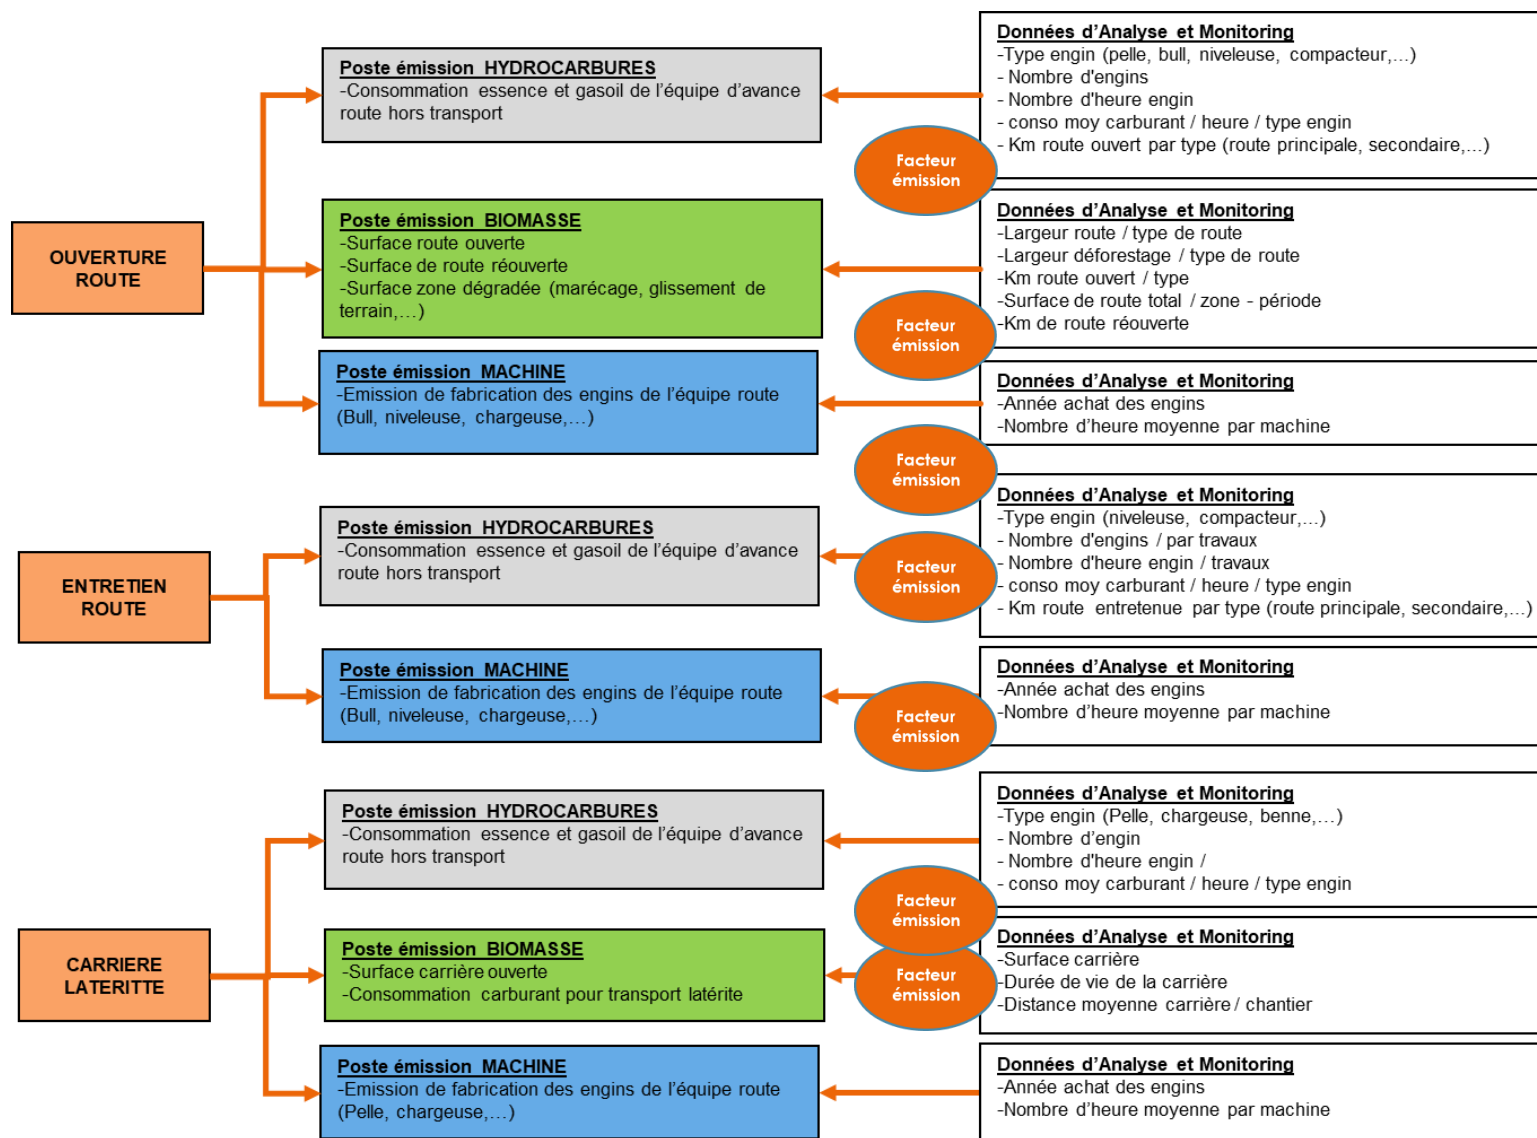 OUVERTURE
ROUTE
Poste émission HYDROCARBURES
-Consommation essence et gasoil de l'équipe d'avance
route hors transport
Données d'Analyse et Monitoring
-Type engin (pelle, bull, niveleuse, compacteur,...)
- Nombre d'engins
- Nombre d'heure engin
- conso moy carburant / heure / type engin
- Km route ouvert par type (route principale, secondaire,...)
Facteur
émission
Poste émission BIOMASSE
-Surface route ouverte
-Surface de route réouverte
-Surface zone dégradée (marécage, glissement de
terrain,...)
Données d'Analyse et Monitoring
-Largeur route / type de route
-Largeur déforestage / type de route
-Km route ouvert / type
-Surface de route total / zone - période
-Km de route réouverte
Facteur
émission
Poste émission MACHINE
-Emission de fabrication des engins de l'équipe route
(Bull, niveleuse, chargeuse,...)
Données d'Analyse et Monitoring
-Année achat des engins
-Nombre d'heure moyenne par machine
Facteur
émission
ENTRETIEN
ROUTE
Poste émission HYDROCARBURES
-Consommation essence et gasoil de l'équipe d'avance
route hors transport
Facteur
émission
Données d'Analyse et Monitoring
-Type engin (niveleuse, compacteur,...)
- Nombre d'engins / par travaux
- Nombre d'heure engin / travaux
- conso moy carburant / heure / type engin
- Km route entretenue par type (route principale, secondaire,...)
Poste émission MACHINE
-Emission de fabrication des engins de l'équipe route
(Bull, niveleuse, chargeuse,...)
Facteur
émission
Données d'Analyse et Monitoring
-Année achat des engins
-Nombre d'heure moyenne par machine
CARRIERE
LATERITTE
Poste émission HYDROCARBURES
-Consommation essence et gasoil de l'équipe d'avance
route hors transport
Données d'Analyse et Monitoring
-Type engin (Pelle, chargeuse, benne,...)
- Nombre d'engin
- Nombre d'heure engin /
- conso moy carburant / heure / type engin
Facteur
émission
Poste émission BIOMASSE
-Surface carrière ouverte
-Consommation carburant pour transport latérite
Facteur
émission
Données d'Analyse et Monitoring
-Surface carrière
-Durée de vie de la carrière
-Distance moyenne carrière / chantier
Poste émission MACHINE
-Emission de fabrication des engins de l'équipe route
(Pelle, chargeuse,...)
Données d'Analyse et Monitoring
-Année achat des engins
-Nombre d'heure moyenne par machine